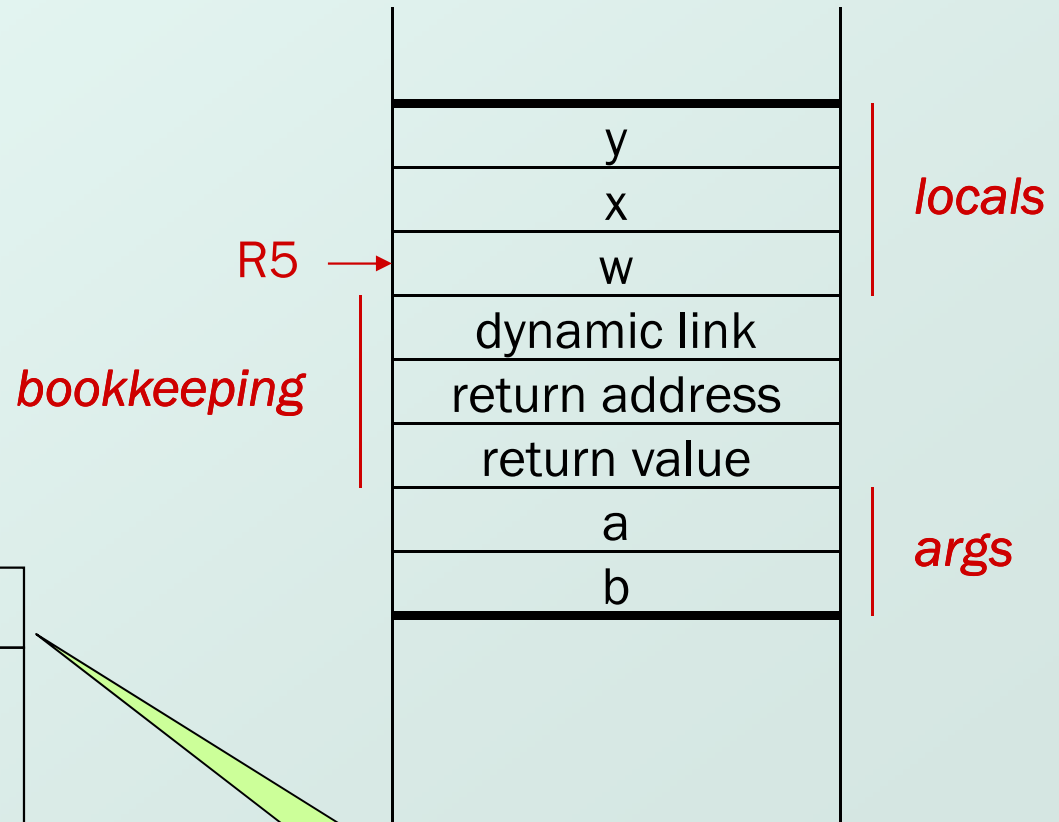 y
x
locals
R5
w
dynamic link
bookkeeping
return address
return value
a
args
b